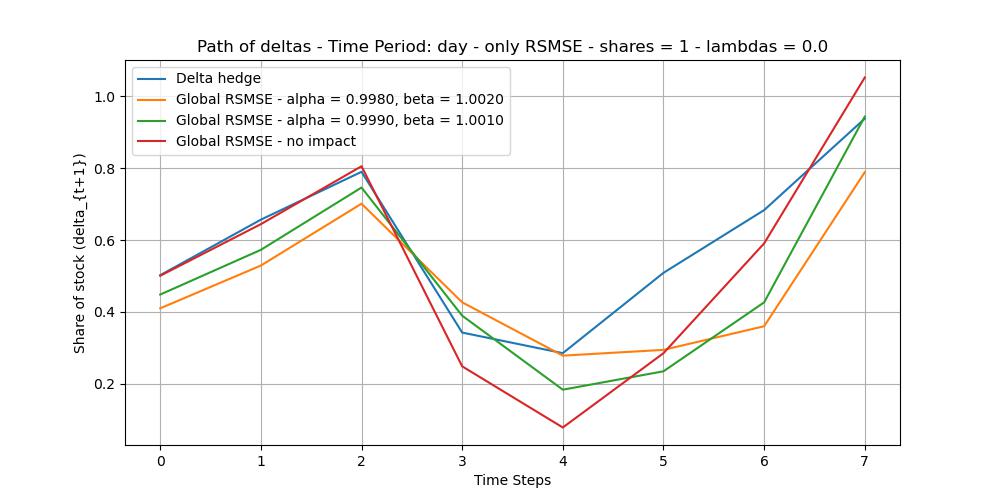 Path of deltas - Time Period: day - only RSMSE - shares = 1 - lambdas = 0.0
Delta hedge
Global RSMSE - alpha = 0.9980, beta = 1.0020
Global RSMSE - alpha = 0.9990, beta = 1.0010
Global RSMSE - no impact
Share of stock (delta_{t+1})
1.0
0.8
0.6
0.4
0.2
0 1 2 3 4 5 6 7
Time Steps